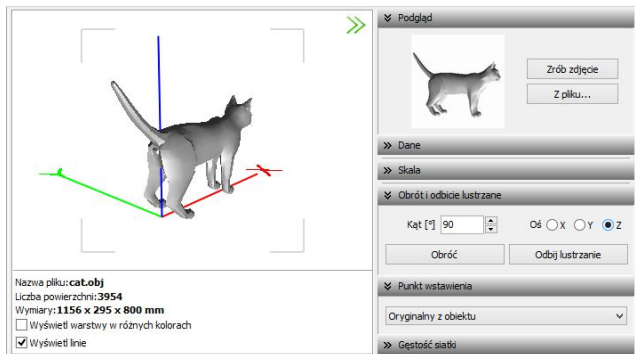 Podgląd
Zrób zdjęcie
Z pliku...
Dane
Skala
Obrót i odbicie lustrzane
Kąt [°] 90 Oś X Y Z
Obróć Odbij lustrzanie
Punkt wstawienia
Oryginalny z obiektu
Gęstość siatki
Nazwa pliku:cat.obj
Liczba powierzchni:3954
Wymiary:1156 x 295 x 800 mm
Wyświetl warstwy w różnych kolorach
Wyświetl linie